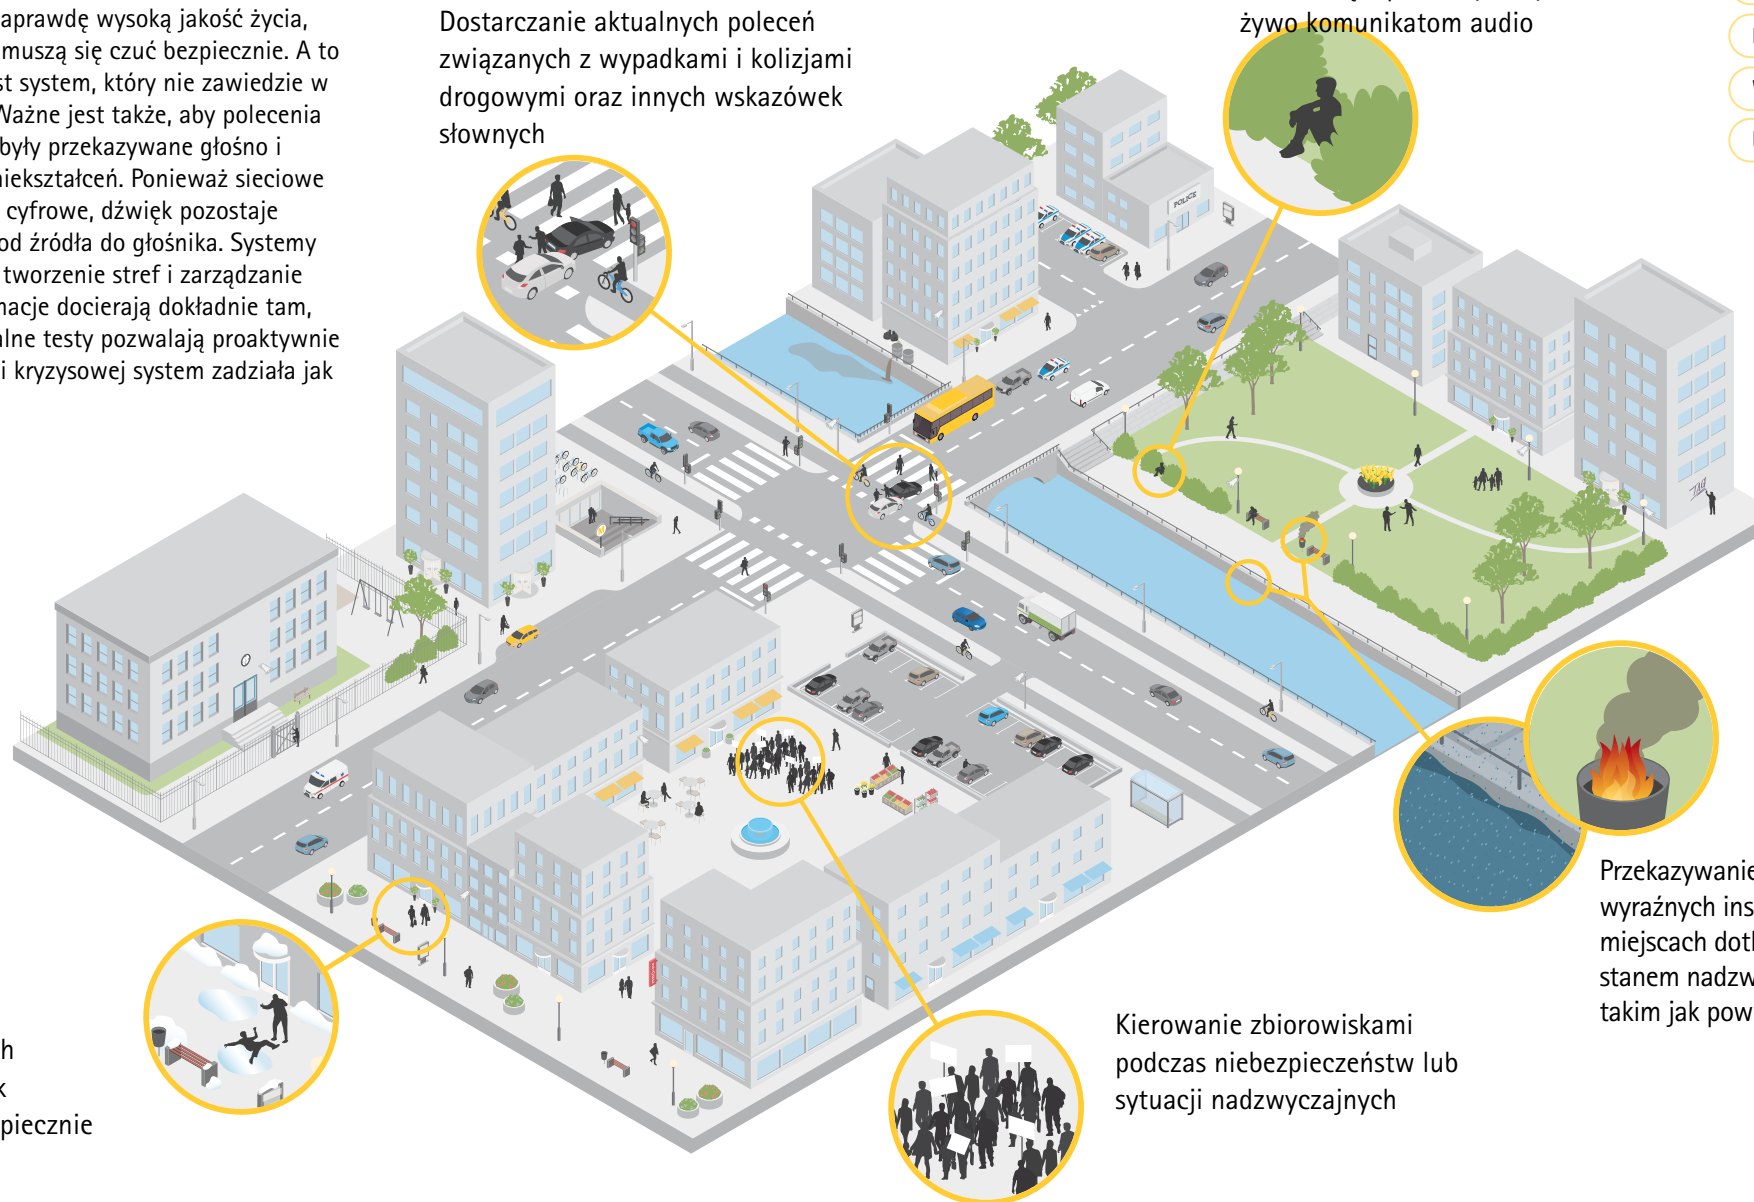 aprawdę wysoką jakość życia,
muszą się czuć bezpiecznie. A to
st system, który nie zawiedzie w
Ważne jest także, aby polecenia
były przekazywane głośno i
niekształceń. Ponieważ sieciowe
cyfrowe, dźwięk pozostaje
od źródła do głośnika. Systemy
tworzenie stref i zarządzanie
macje docierają dokładnie tam,
alne testy pozwalają proaktywnie
i kryzysowej system zadziała jak
Dostarczanie aktualnych poleceń
związanych z wypadkami i kolizjami
drogowymi oraz innych wskazówek
słownych
żywo komunikatom audio
POLICE
TAG
Przekazywanie
wyraźnych ins
miejscach dotk
stanem nadzw
takim jak pow
Kierowanie zbiorowiskami
podczas niebezpieczeństw lub
sytuacji nadzwyczajnych
h
k
piecznie